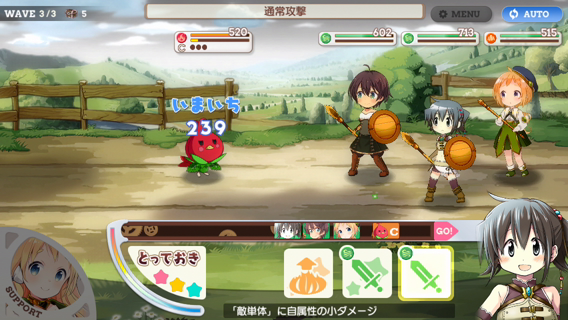 WAVE 3/3 5
通常攻撃
MENU
AUTO
520
C
602
713
515
いまいち
239
C
GO!
とっておき
SUPPORT
「敵単体」に自属性の小ダメージ